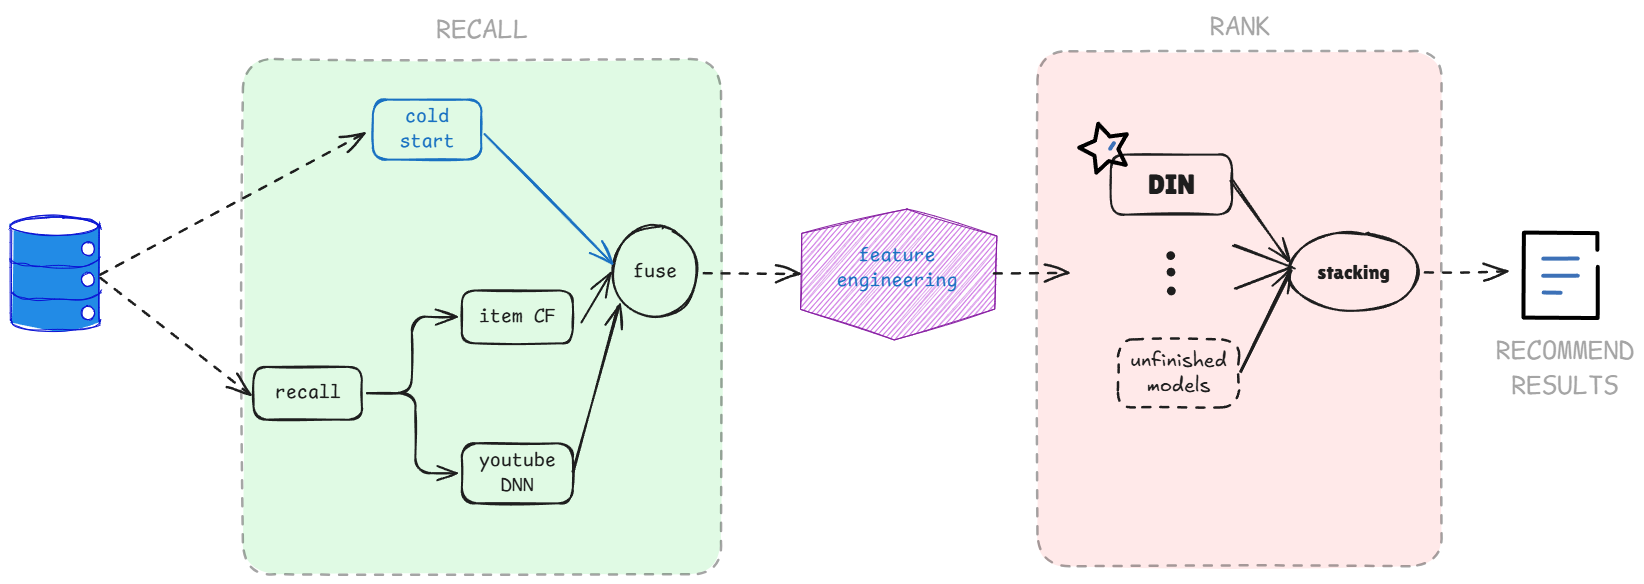 RECALL
RANK
cold
start
DIN
fuse
feature
engineering
stacking
item CF
unfinished
models
RECOMMEND
RESULTS
recall
youtube
DNN